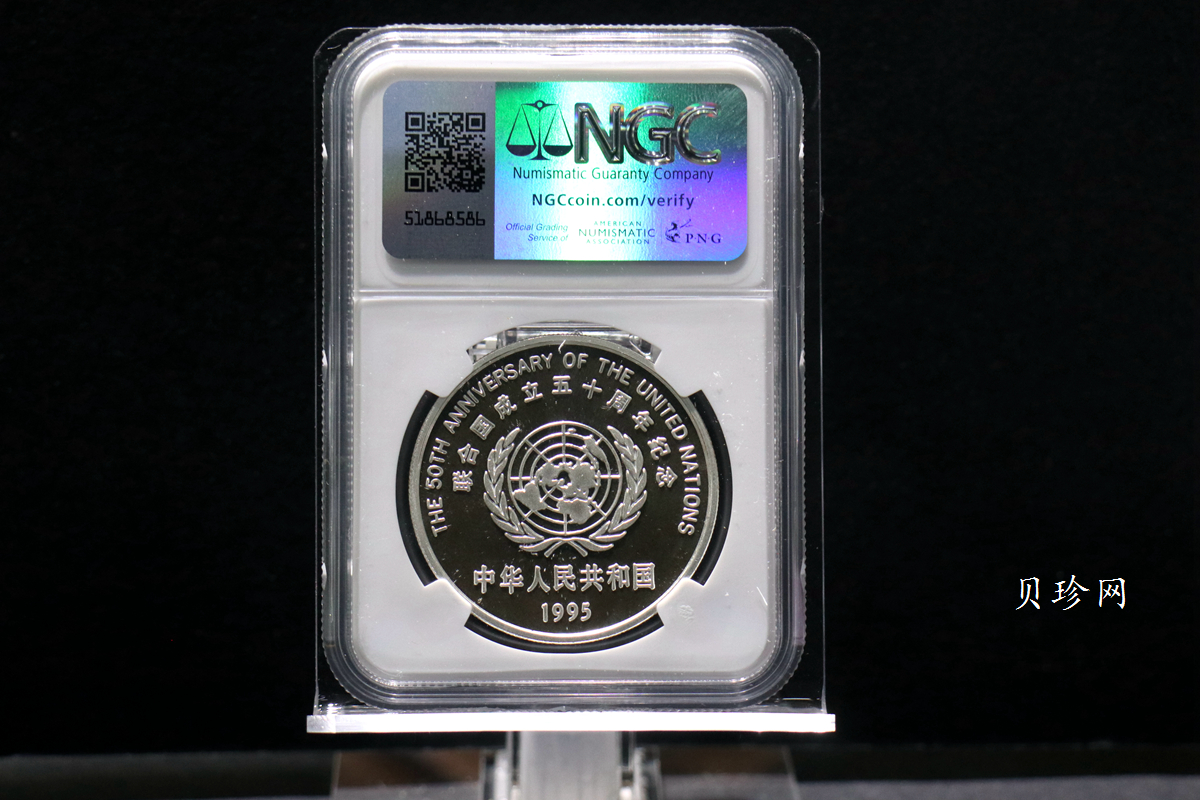 NGC
Numismatic Guaranty Company
NGCcoin.com/verify
51868586
Official Grading
Service of
AMERICAN
NUMISMATIC
ASSOCIATION
PNG
THE 50TH ANNIVERSARY OF THE UNITED NATIONS
联合国成立五十周年纪念
中华人民共和国
1995
贝珍网